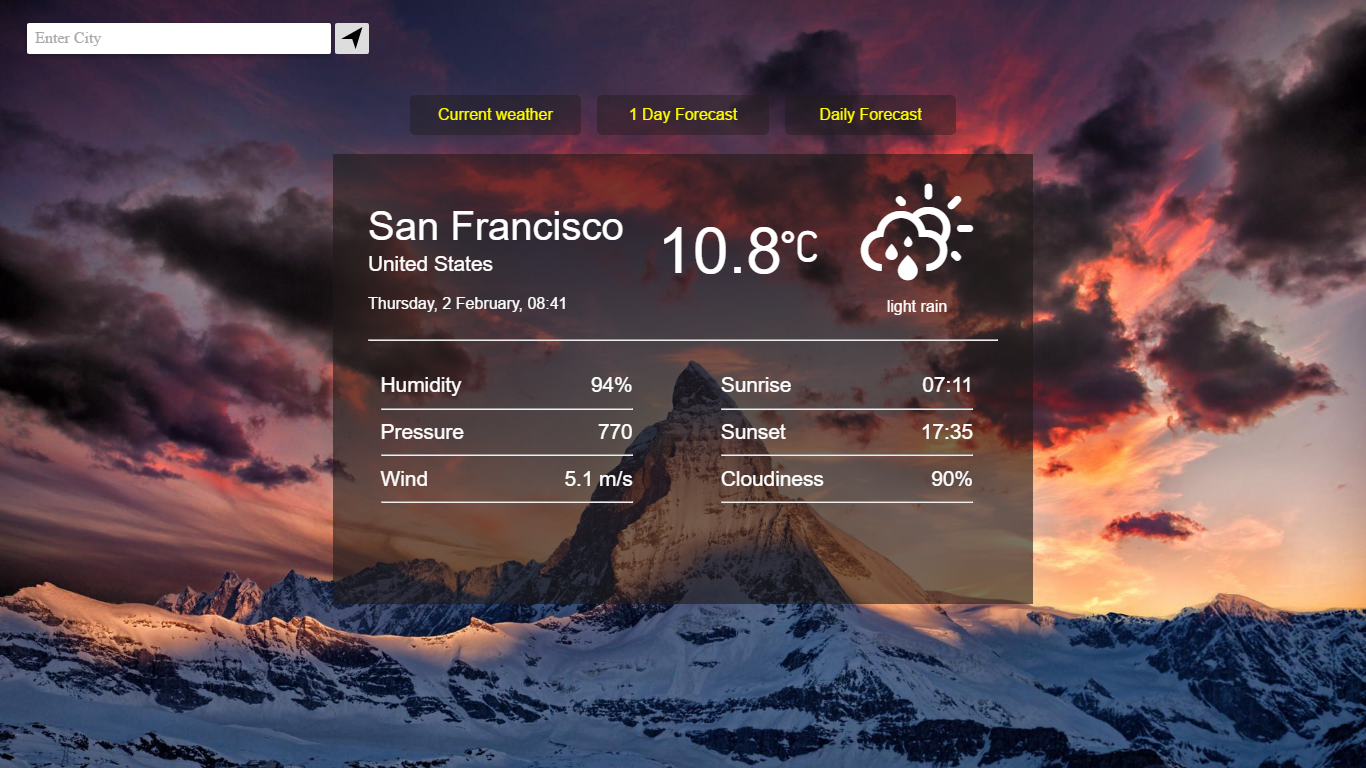 Enter City
Current weather
1 Day Forecast
Daily Forecast
San Francisco
United States
Thursday, 2 February, 08:41
10.8°C
light rain
Humidity 94%
Pressure 770
Wind 5.1 m/s
Sunrise 07:11
Sunset 17:35
Cloudiness 90%